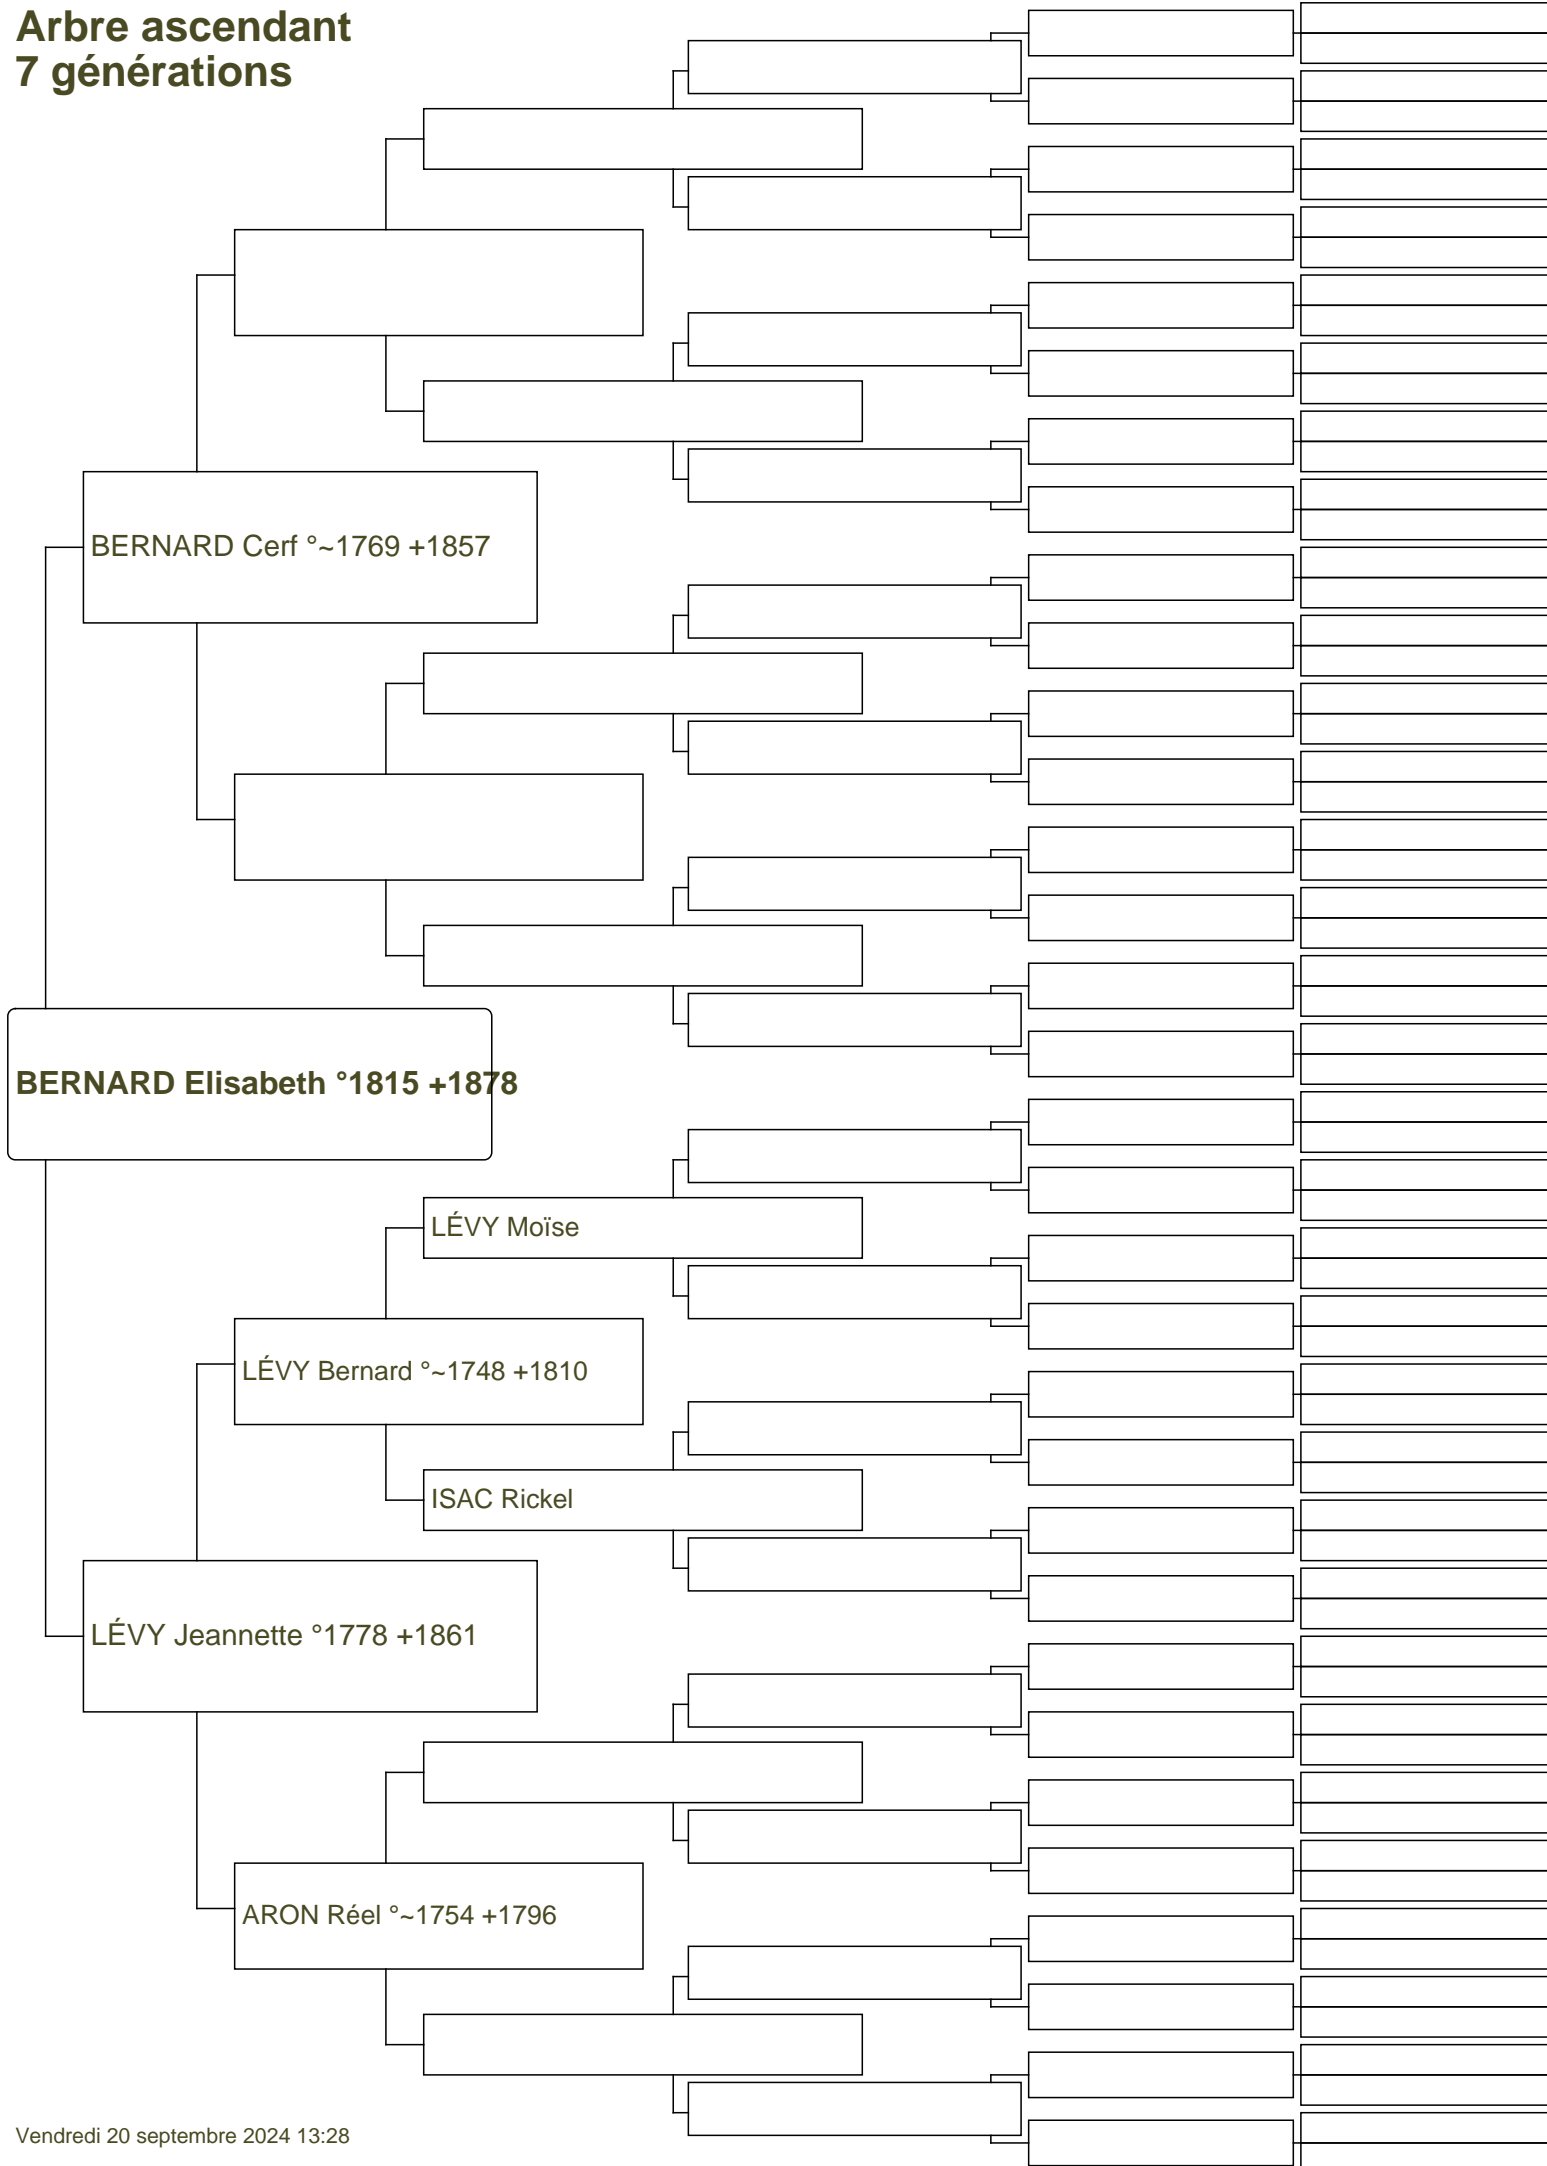 Arbre ascendant
7 générations
BERNARD Cerf °~1769 +1857
BERNARD Elisabeth °1815 +1878
LÉVY Moïse
LÉVY Bernard °~1748 +1810
ISAC Rickel
LÉVY Jeannette °1778 +1861
ARON Réel °~1754 +1796
Vendredi 20 septembre 2024 13:28